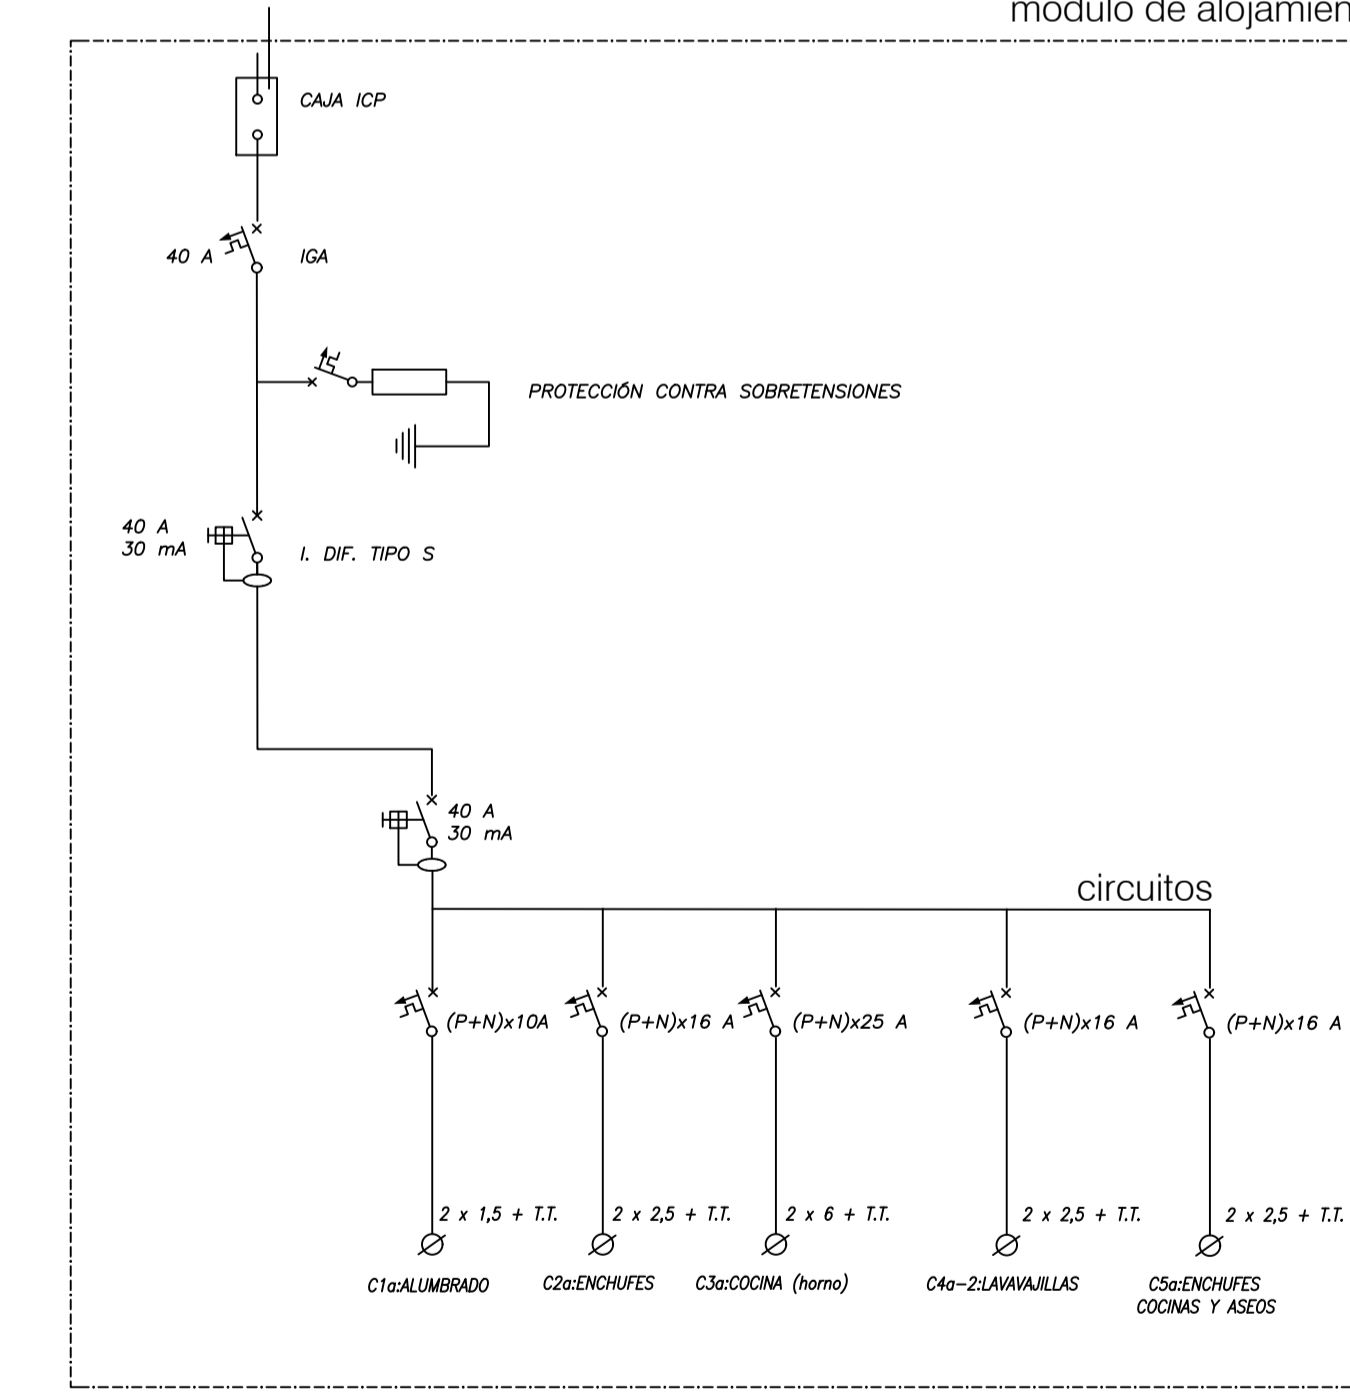 modulo de alojamien
CAJA ICP
40 A
IGA
PROTECCIÓN CONTRA SOBRETENSIONES
40 A
30 mA
I. DIF. TIPO S
40 A
30 mA
circuitos
(P+N)x10A
(P+N)x16 A
(P+N)x25 A
(P+N)x16 A
(P+N)x16 A
2 x 1,5 + T.T.
2 x 2,5 + T.T.
2 x 6 + T.T.
2 x 2,5 + T.T.
2 x 2,5 + T.T.
C1a:ALUMBRADO
C2a:ENCHUFES
C3a:COCINA (horno)
C4a-2:LAVAVAJILLAS
C5a:ENCHUFES
COCINAS Y ASEOS